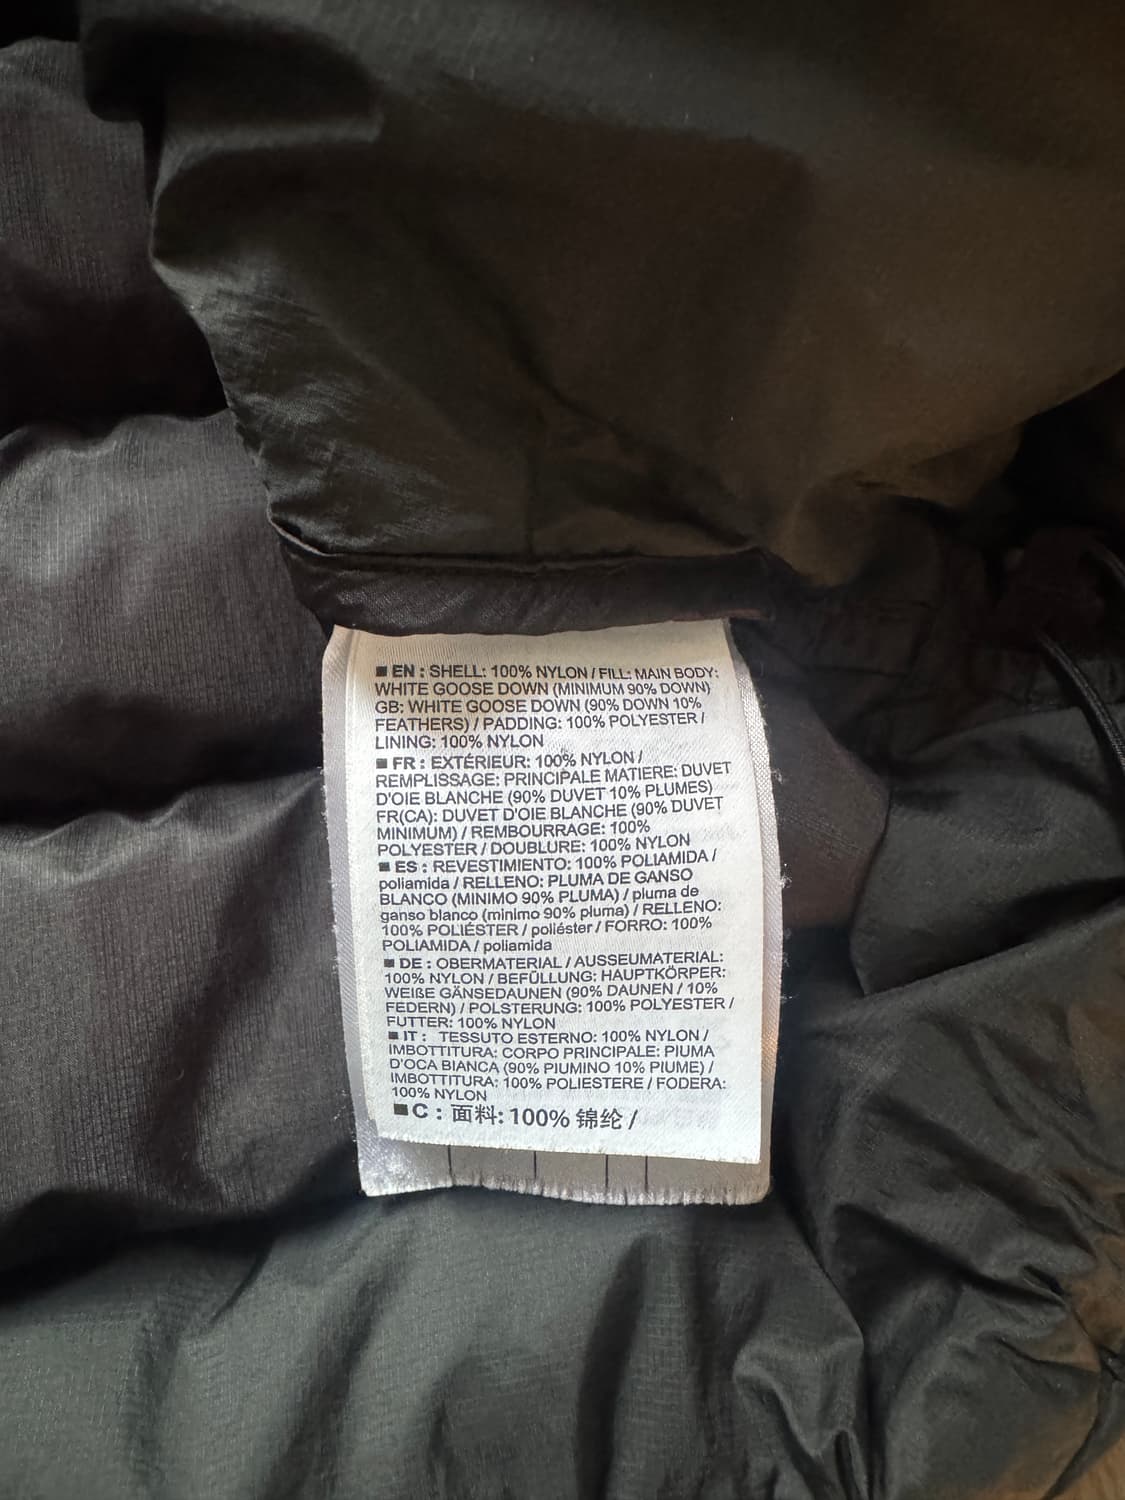 ■ EN : SHELL: 100% NYLON / FILL: MAIN BODY:
WHITE GOOSE DOWN (MINIMUM 90% DOWN)
GB: WHITE GOOSE DOWN (90% DOWN 10%
FEATHERS) / PADDING: 100% POLYESTER /
LINING: 100% NYLON
■ FR : EXTÉRIEUR: 100% NYLON /
REMPLISSAGE: PRINCIPALE MATIERE: DUVET
D'OIE BLANCHE (90% DUVET 10% PLUMES)
FR(CA): DUVET D'OIE BLANCHE (90% DUVET
MINIMUM) / REMBOURRAGE: 100%
POLYESTER / DOUBLURE: 100% NYLON
■ ES : REVESTIMIENTO: 100% POLIAMIDA /
poliamida / RELLENO: PLUMA DE GANSO
BLANCO (MINIMO 90% PLUMA) / pluma de
ganso blanco (minimo 90% pluma) / RELLENO:
100% POLIÉSTER / poliéster / FORRO: 100%
POLIAMIDA / poliamida
■ DE : OBERMATERIAL / AUSSEUMATERIAL:
100% NYLON / BEFÜLLUNG: HAUPTKÖRPER:
WEIßE GÄNSEDAUNEN (90% DAUNEN / 10%
FEDERN) / POLSTERUNG: 100% POLYESTER /
FUTTER: 100% NYLON
■ IT : TESSUTO ESTERNO: 100% NYLON /
IMBOTTITURA: CORPO PRINCIPALE: PIUMA
D'OCA BIANCA (90% PIUMINO 10% PIUME) /
IMBOTTITURA: 100% POLIESTERE / FODERA:
100% NYLON
■ C : 面料: 100% 锦纶 /